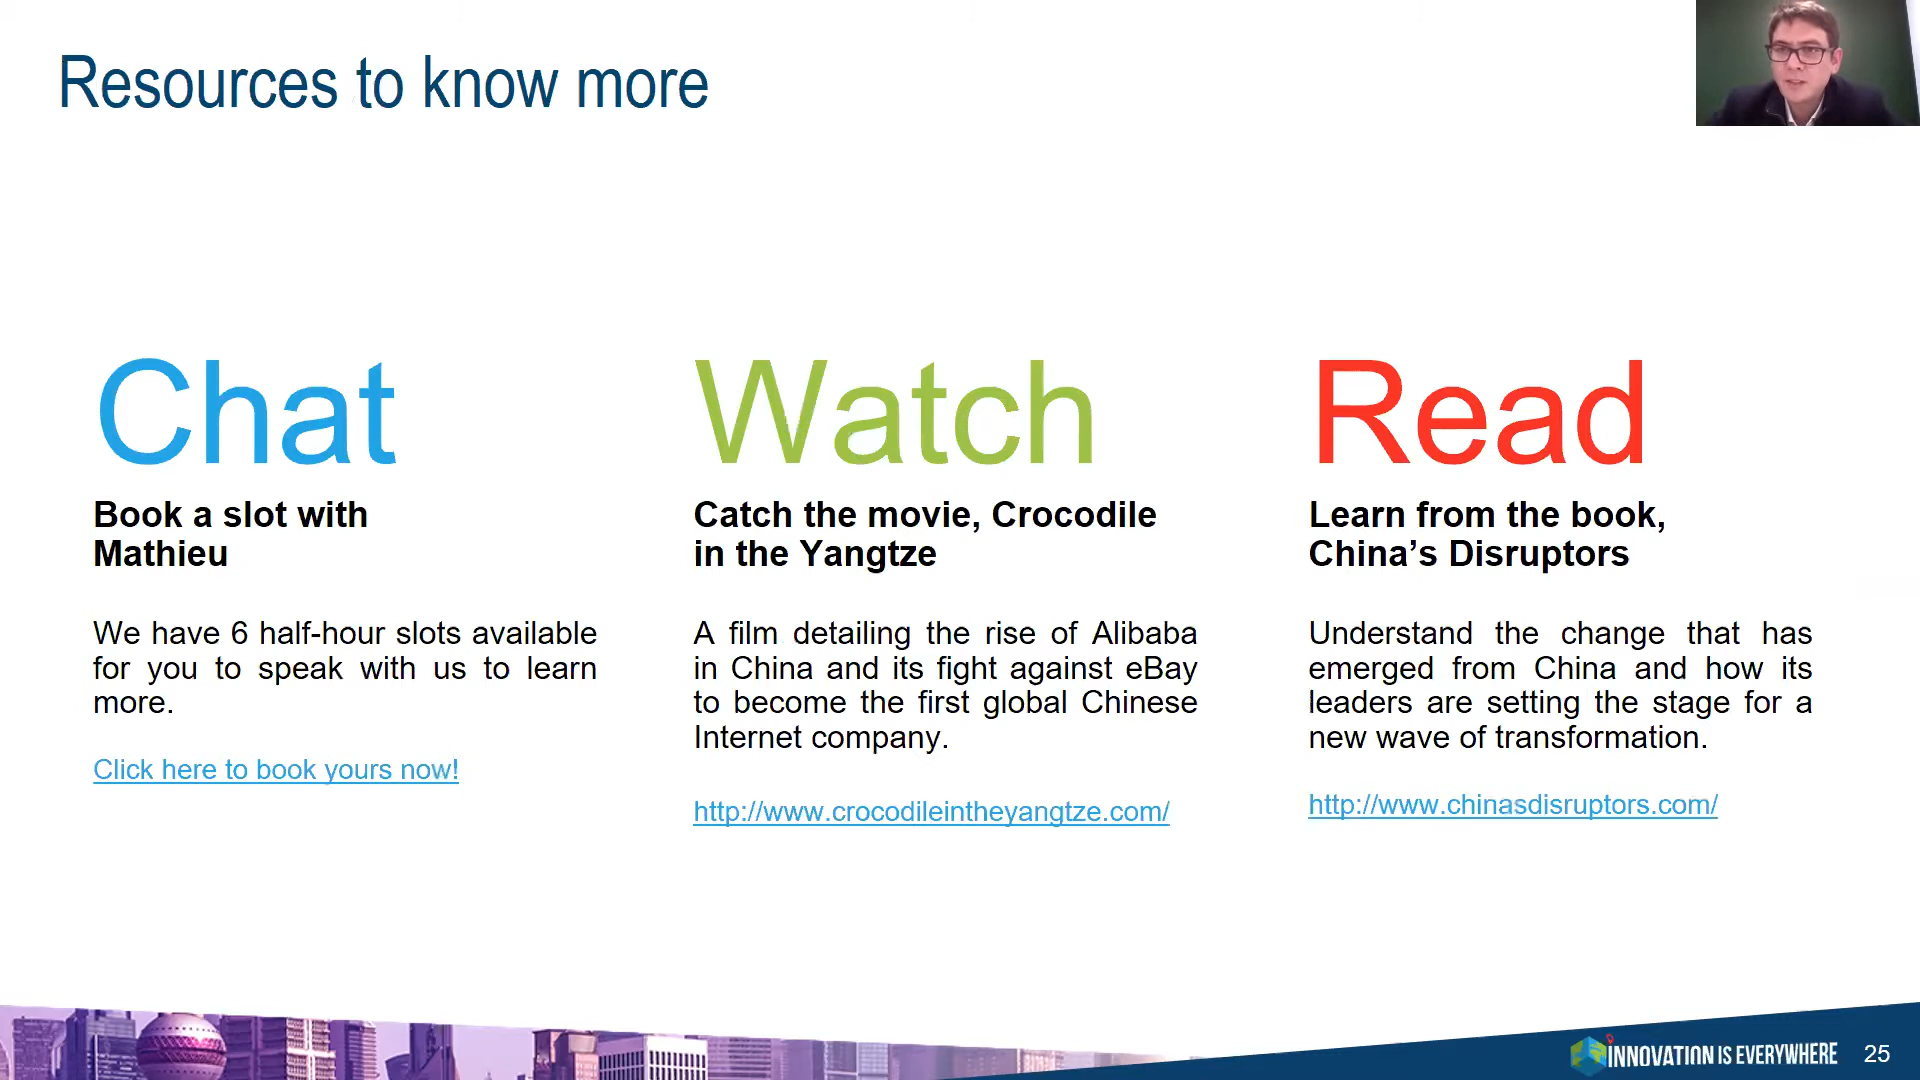 Resources to know more
Chat
Book a slot with
Mathieu
We have 6 half-hour slots available
for you to speak with us to learn
more.
Click here to book yours now!
Watch
Catch the movie, Crocodile
in the Yangtze
A film detailing the rise of Alibaba
in China and its fight against eBay
to become the first global Chinese
Internet company.
http://www.crocodileintheyangtze.com/
Read
Learn from the book,
China’s Disruptors
Understand the change that has
emerged from China and how its
leaders are setting the stage for a
new wave of transformation.
http://www.chinasdisruptors.com/
INNOVATION IS EVERYWHERE
25